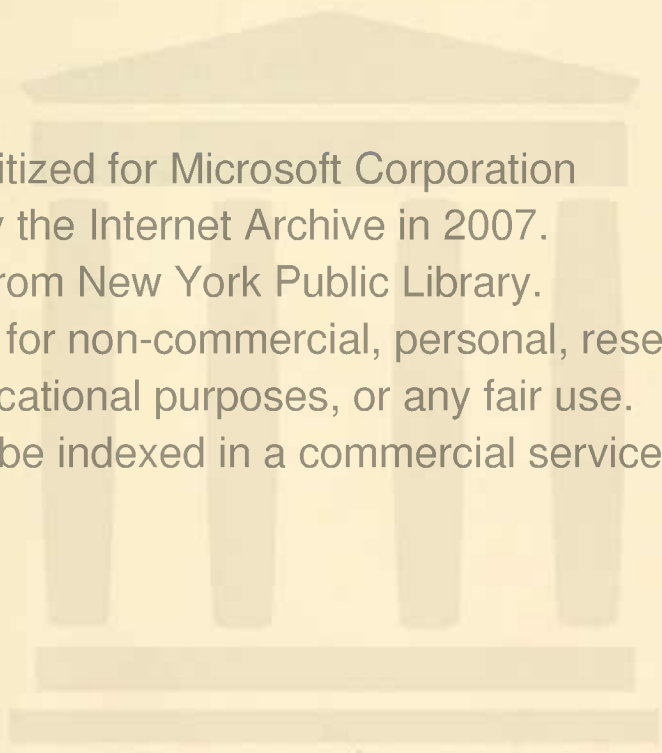 itized for Microsoft Corporation
the Internet Archive in 2007.
rom New York Public Library.
for non-commercial, personal, rese
cational purposes, or any fair use.
be indexed in a commercial service